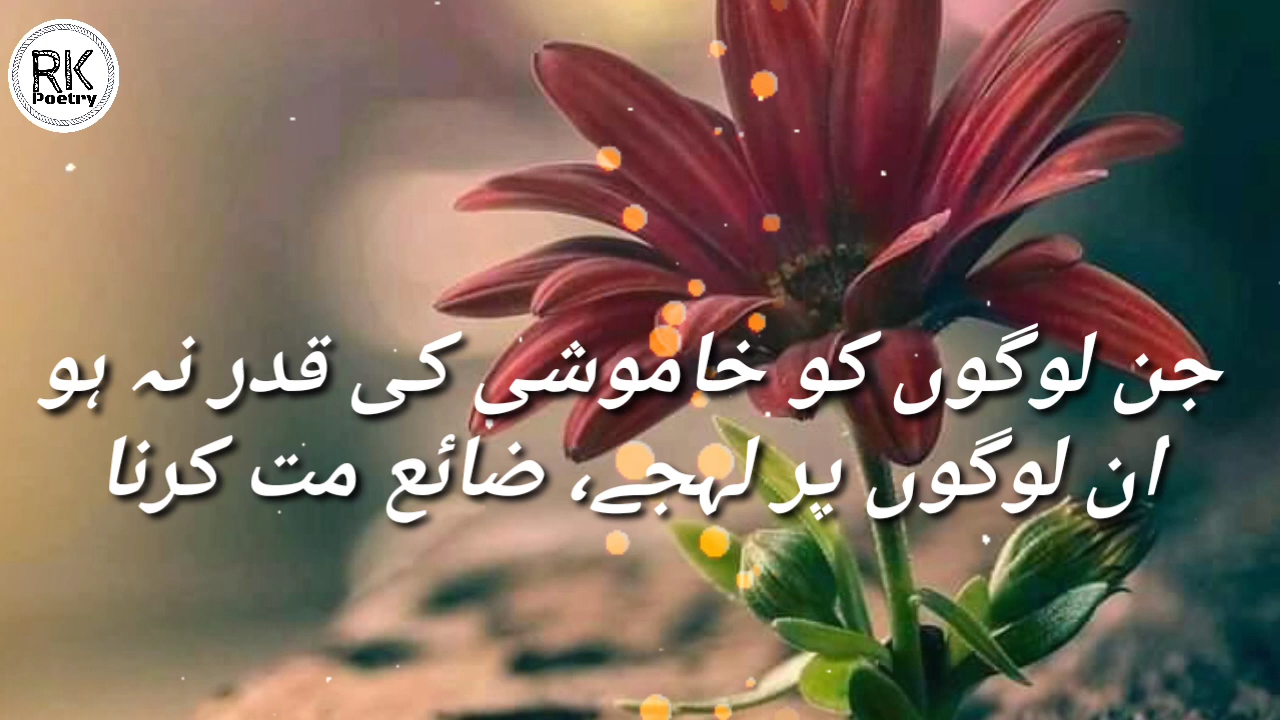 RK
Poetry
جن لوگوں کو خاموشی کی قدر نہ ہو
ان لوگوں پر لہجے، ضائع مت کرنا